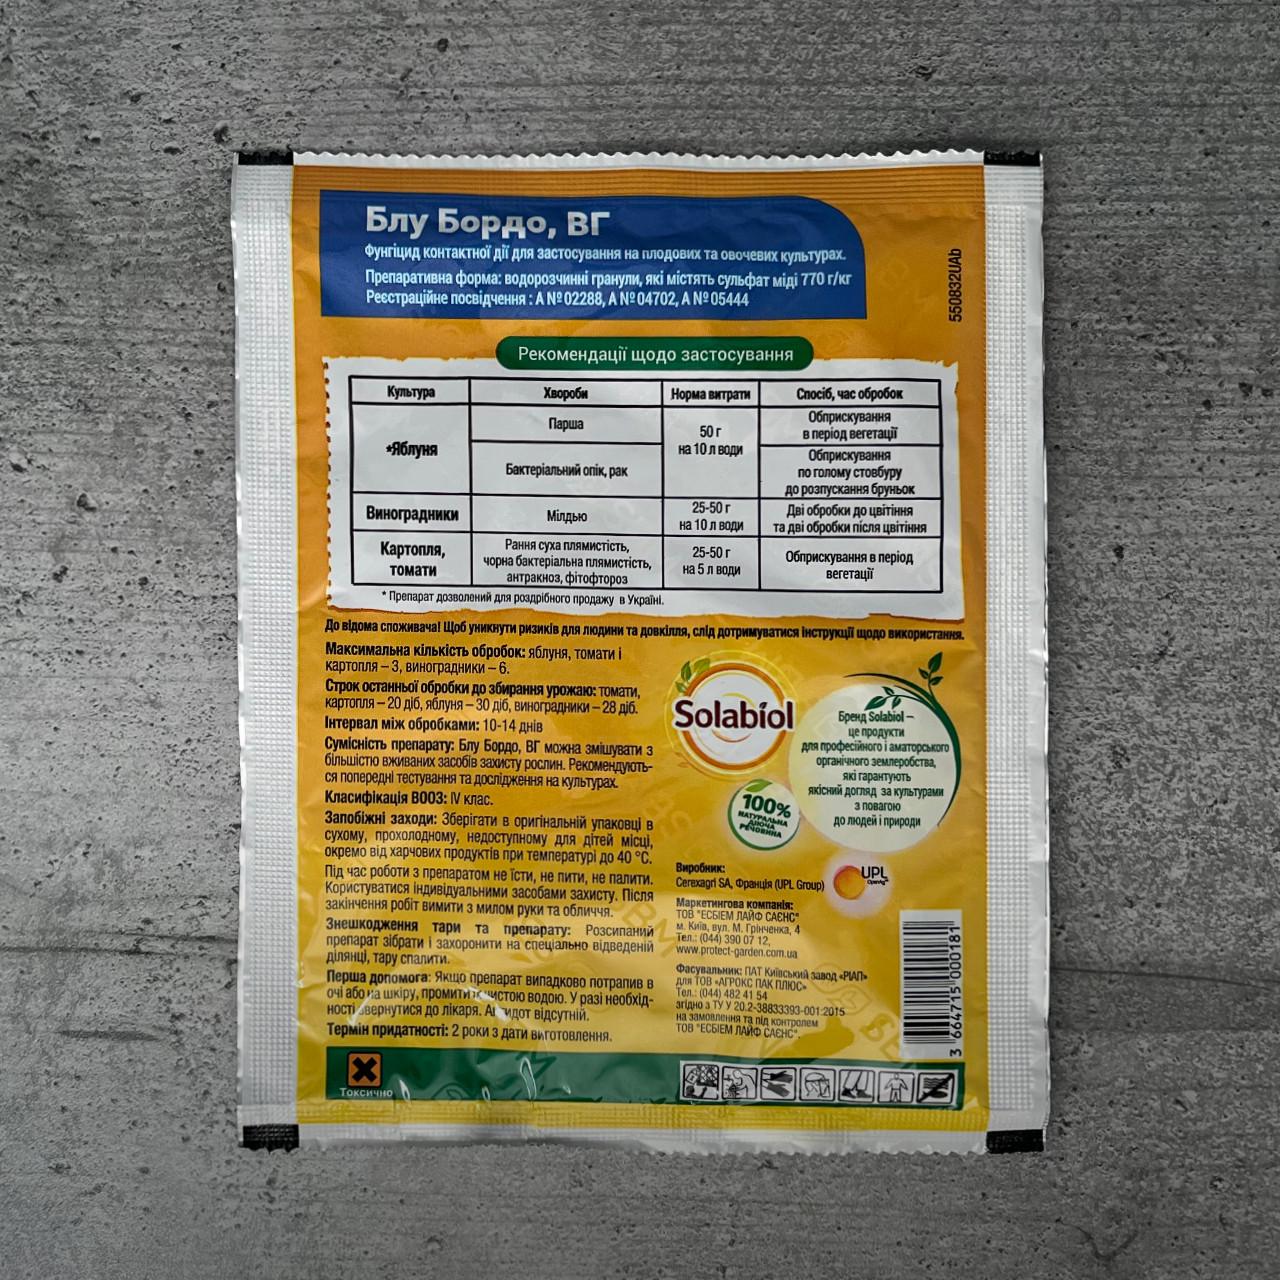 Блу Бордо, ВГ
Фунгіцид контактної дії для застосування на плодових та овочевих культурах.
Препаративна форма: водорозчинні гранули, які містять сульфат міді 770 г/кг
Реєстраційне посвідчення : А № 02288, А № 04702, А № 05444
550832UAb
Рекомендації щодо застосування
Культура Хвороби Норма витрати Спосіб, час обробок
*Яблуня
Парша
50 г
на 10 л води
Обприскування
в період вегетації
Бактеріальний опік, рак
Обприскування
по голому стовбуру
до розпускання бруньок
Виноградники
Мілдью
25-50 г
на 10 л води
Дві обробки до цвітіння
та дві обробки після цвітіння
Картопля,
томати
Рання суха плямистість,
чорна бактеріальна плямистість,
антракноз, фітофтороз
25-50 г
на 5 л води
Обприскування в період
вегетації
* Препарат дозволений для роздрібного продажу в Україні.
До відома споживача! Щоб уникнути ризиків для людини та довкілля, слід дотримуватися інструкції щодо використання.
Максимальна кількість обробок: яблуня, томати і
картопля – 3, виноградники – 6.
Строк останньої обробки до збирання урожаю: томати,
картопля – 20 діб, яблуня – 30 діб, виноградники – 28 діб.
Інтервал між обробками: 10-14 днів
Сумісність препарату: Блу Бордо, ВГ можна змішувати з
більшістю вживаних засобів захисту рослин. Рекомендують-
ся попередні тестування та дослідження на культурах.
Класифікація ВООЗ: IV клас.
Запобіжні заходи: Зберігати в оригінальній упаковці в
сухому, прохолодному, недоступному для дітей місці,
окремо від харчових продуктів при температурі до 40 °С.
Під час роботи з препаратом не їсти, не пити, не палити.
Користуватися індивідуальними засобами захисту. Після
закінчення робіт вимити з милом руки та обличчя.
Знешкодження тари та препарату: Розсипаний
препарат зібрати і захоронити на спеціально відведеній
ділянці, тару спалити.
Перша допомога: Якщо препарат випадково потрапив в
очі або на шкіру, промити чистою водою. У разі необхід-
ності звернутися до лікаря. Антидот відсутній.
Термін придатності: 2 роки з дати виготовлення.
Токсично
Solabiol
Бренд Solabiol –
це продукти
для професійного і аматорського
органічного землеробства,
які гарантують
якісний догляд за культурами
з повагою
до людей і природи
100%
НАТУРАЛЬНА
ДІЮЧА
РЕЧОВИНА
Виробник:
Cerexagri SA, Франція (UPL Group)
UPL
OpenAg
Маркетингова компанія:
ТОВ "ЕСБІЕМ ЛАЙФ САЄНС"
м. Київ, вул. М. Грінченка, 4
Тел.: (044) 390 07 12,
www.protect-garden.com.ua
Фасувальник: ПАТ Київський завод «РІАП»
для ТОВ «АГРОКС ПАК ПЛЮС»
Тел.: (044) 482 41 54
згідно з ТУ У 20.2-38833393-001:2015
на замовлення та під контролем
ТОВ "ЕСБІЕМ ЛАЙФ САЄНС".
3 664715 000181